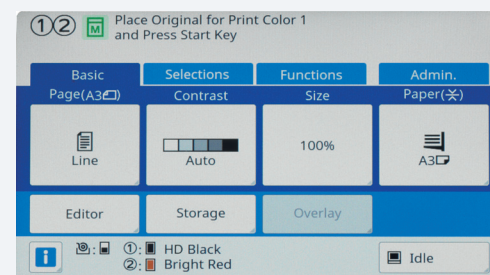 ①② M Place Original for Print Color 1
and Press Start Key
Basic Selections Functions Admin.
Page(A3) Contrast Size Paper()
Line Auto 100% A3
Editor Storage Overlay
i : ①: HD Black
②: Bright Red
Idle